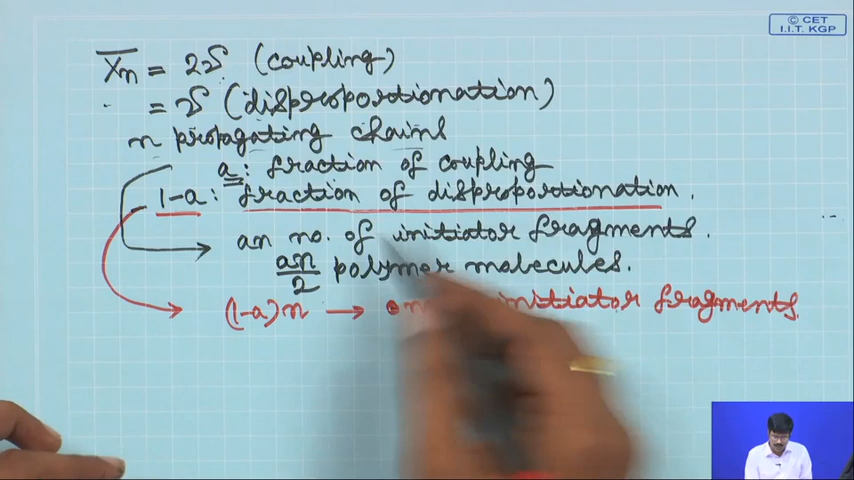 © CET
I.I.T. KGP
X̅n = 2ν (coupling)
= ν (disproportionation)
n propagating chains
a: fraction of coupling
1-a: fraction of disproportionation.
an no. of initiator fragments.
an/2 polymer molecules.
(1-a)n → initiator fragments.